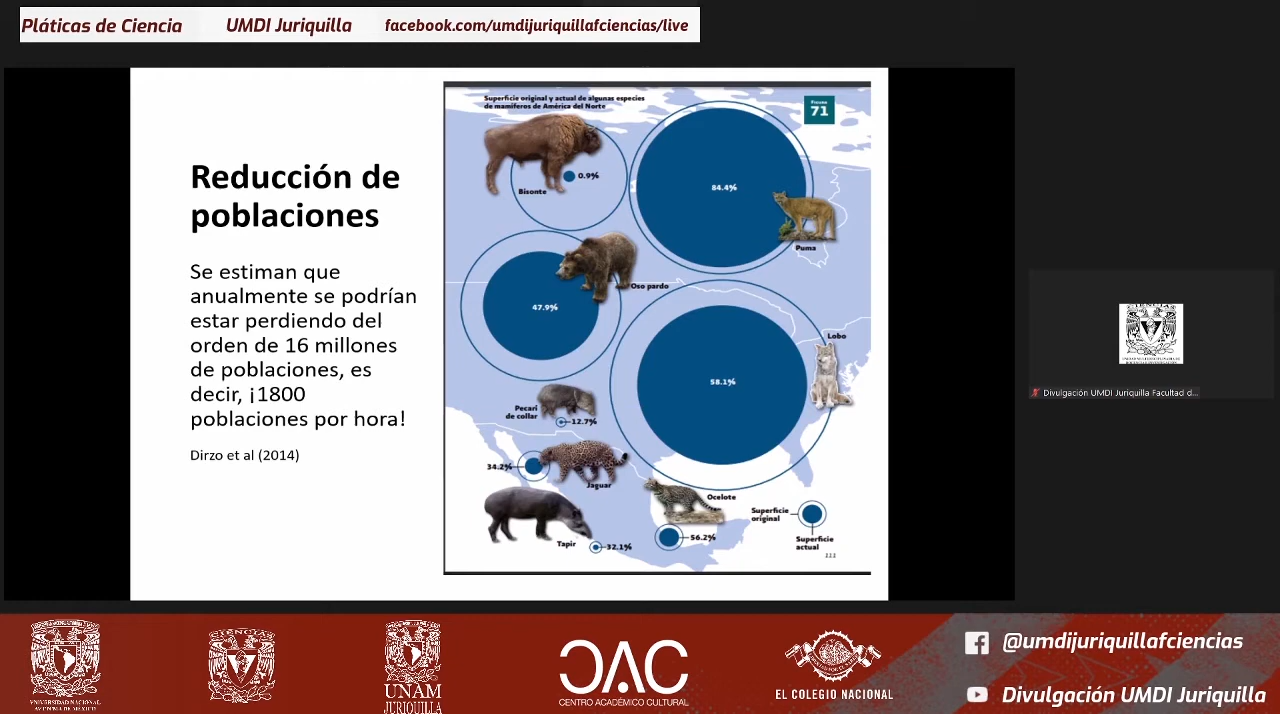 Pláticas de Ciencia UMDI Juriquilla facebook.com/umdijuriquillafciencias/live
Reducción de
poblaciones
Se estiman que
anualmente se podrían
estar perdiendo del
orden de 16 millones
de poblaciones, es
decir, ¡1800
poblaciones por hora!
Dirzo et al (2014)
Superficie original y actual de algunas especies
de mamíferos de América del Norte
FIGURA
71
Bisonte
0.9%
84.4%
Puma
47.9%
Oso pardo
58.1%
Lobo
Pecarí
de collar
12.7%
34.2%
Jaguar
Tapir
32.1%
Ocelote
56.2%
Superficie
original
Superficie
actual
Divulgación UMDI Juriquilla Facultad d...
CIENCIAS
UNAM
JURIQUILLA
CAC
CENTRO ACADÉMICO CULTURAL
EL COLEGIO NACIONAL
@umdijuriquillafciencias
Divulgación UMDI Juriquilla